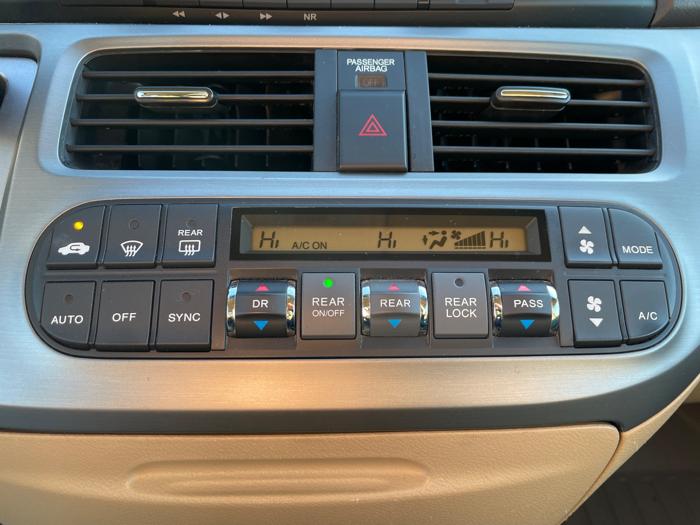 NR
PASSENGER
AIRBAG
OFF
Hi A/C ON Hi Hi
REAR
MODE
AUTO OFF SYNC DR REAR
ON/OFF REAR REAR
LOCK PASS A/C